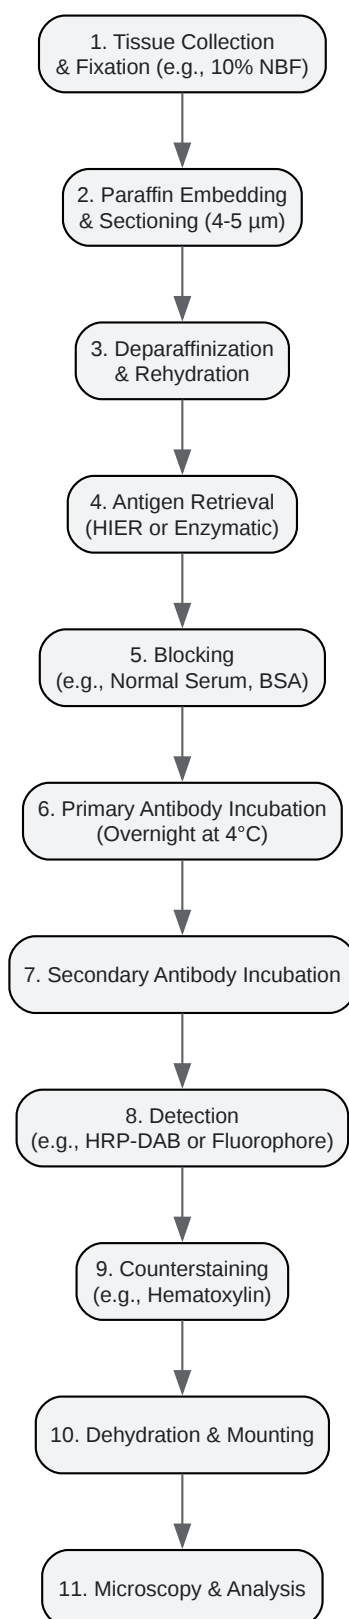 1. Tissue Collection
& Fixation (e.g., 10% NBF)
2. Paraffin Embedding
& Sectioning (4-5 µm)
3. Deparaffinization
& Rehydration
4. Antigen Retrieval
(HIER or Enzymatic)
5. Blocking
(e.g., Normal Serum, BSA)
6. Primary Antibody Incubation
(Overnight at 4°C)
7. Secondary Antibody Incubation
8. Detection
(e.g., HRP-DAB or Fluorophore)
9. Counterstaining
(e.g., Hematoxylin)
10. Dehydration & Mounting
11. Microscopy & Analysis